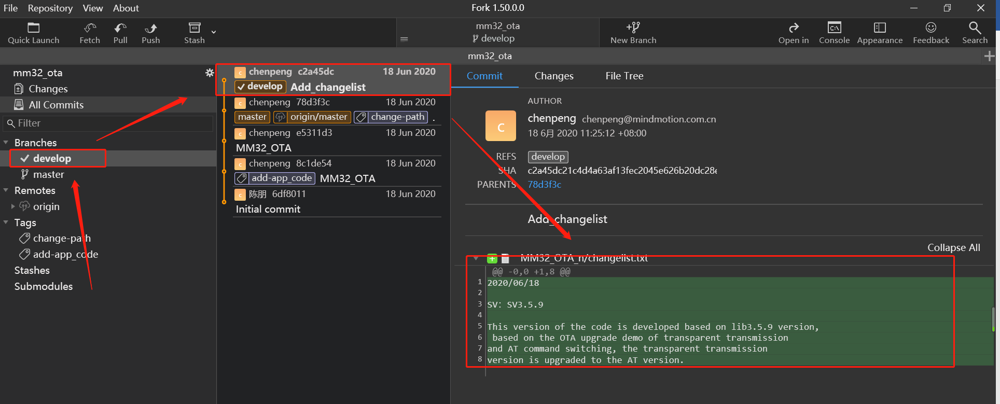 File Repository View About
Fork 1.50.0.0
Quick Launch
Fetch
Pull
Push
Stash
mm32_ota
develop
New Branch
Open in
Console
Appearance
Feedback
Search
mm32_ota
mm32_ota
Changes
All Commits
Filter
Branches
develop
master
Remotes
origin
Tags
change-path
add-app_code
Stashes
Submodules
chenpeng c2a45dc 18 Jun 2020
develop Add_changelist
chenpeng 78d3f3c 18 Jun 2020
master origin/master change-path .
chenpeng e5311d3 18 Jun 2020
MM32_OTA
chenpeng 8c1de54 18 Jun 2020
add-app_code MM32_OTA
陈朋 6df8011 18 Jun 2020
Initial commit
Commit Changes File Tree
AUTHOR
C
chenpeng chenpeng@mindmotion.com.cn
18 6月 2020 11:25:12 +08:00
REFS develop
SHA c2a45dc21c4d4a63af13fec2045e626b20dc28
PARENTS 78d3f3c
Add_changelist
Collapse All
MM32_OTA_n/changelist.txt
@@ -0,0 +1,8 @@
1 2020/06/18
2
3 SV: SV3.5.9
4
5 This version of the code is developed based on lib3.5.9 version,
6 based on the OTA upgrade demo of transparent transmission
7 and AT command switching, the transparent transmission
8 version is upgraded to the AT version.